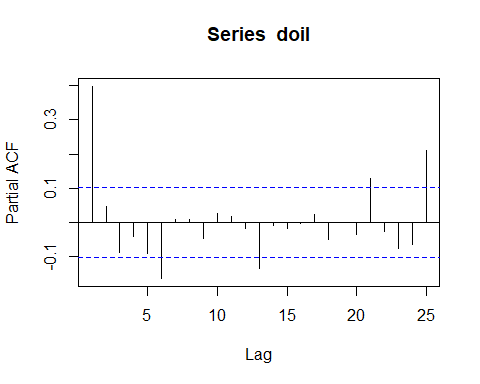 Series doil
Partial ACF
0.3
0.1
-0.1
5 10 15 20 25
Lag